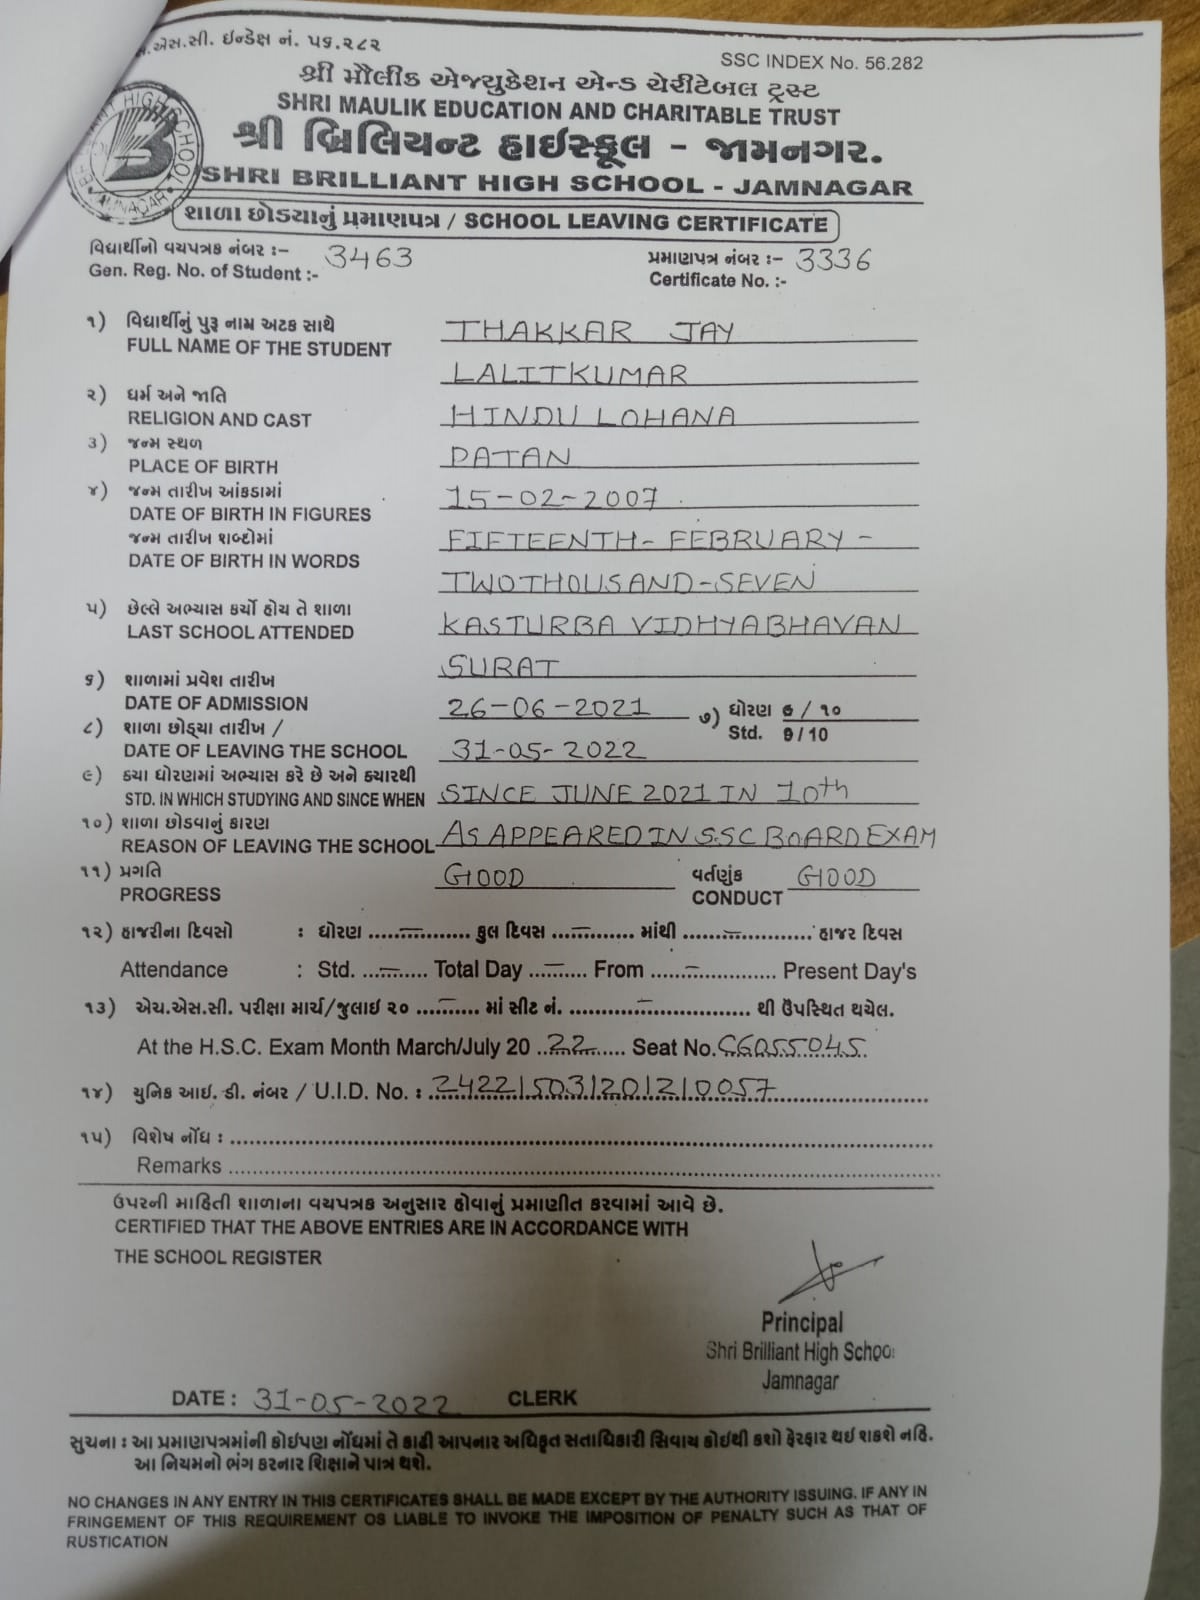 એસ.સી. ઈન્ડેક્ષ નં. ૫૬.૨૮૨
SSC INDEX No. 56.282
શ્રી મૌલીક એજ્યુકેશન એન્ડ ચેરીટેબલ ટ્રસ્ટ
SHRI MAULIK EDUCATION AND CHARITABLE TRUST
શ્રી બ્રિલિયન્ટ હાઈસ્કૂલ - જામનગર.
SHRI BRILLIANT HIGH SCHOOL - JAMNAGAR
શાળા છોડયાનું પ્રમાણપત્ર / SCHOOL LEAVING CERTIFICATE
વિદ્યાર્થીનો વયપત્રક નંબર :- 3463 પ્રમાણપત્ર નંબર :- 3336
Gen. Reg. No. of Student :- Certificate No. :-
૧) વિદ્યાર્થીનું પુરૂ નામ અટક સાથે THAKKAR JAY
FULL NAME OF THE STUDENT
LALITKUMAR
૨) ધર્મ અને જાતિ
RELIGION AND CAST HINDU LOHANA
૩) જન્મ સ્થળ
PLACE OF BIRTH PATAN
૪) જન્મ તારીખ આંકડામાં 15-02-2007
DATE OF BIRTH IN FIGURES
જન્મ તારીખ શબ્દોમાં FIFTEENTH - FEBRUARY -
DATE OF BIRTH IN WORDS
TWO THOUSAND-SEVEN
૫) છેલ્લે અભ્યાસ કર્યો હોય તે શાળા
LAST SCHOOL ATTENDED KASTURBA VIDHYABHAVAN
SURAT
૬) શાળામાં પ્રવેશ તારીખ
DATE OF ADMISSION 26-06-2021 ૭) ધોરણ ૯ / ૧૦
Std. 9 / 10
૮) શાળા છોડ્યા તારીખ /
DATE OF LEAVING THE SCHOOL 31-05-2022
૯) કયા ધોરણમાં અભ્યાસ કરે છે અને ક્યારથી
STD. IN WHICH STUDYING AND SINCE WHEN SINCE JUNE 2021 IN 10th
૧૦) શાળા છોડવાનું કારણ
REASON OF LEAVING THE SCHOOL AS APPEARED IN S.SC BOARD EXAM
૧૧) પ્રગતિ GOOD વર્તણુંક GOOD
PROGRESS CONDUCT
૧૨) હાજરીના દિવસો : ધોરણ ....—........ કુલ દિવસ ...—........ માંથી ......—............ હાજર દિવસ
Attendance : Std. ...—..... Total Day ...—..... From .....—............ Present Day's
૧૩) એચ.એસ.સી. પરીક્ષા માર્ચ/જુલાઈ ૨૦ ....—..... માં સીટ નં. ..........—............... થી ઉપસ્થિત થયેલ.
At the H.S.C. Exam Month March/July 20 ..22...... Seat No. C6055045
૧૪) યુનિક આઈ. ડી. નંબર / U.I.D. No. : 242215031201210057
૧૫) વિશેષ નોંધ : ........................................
Remarks ........................................
ઉપરની માહિતી શાળાના વયપત્રક અનુસાર હોવાનું પ્રમાણીત કરવામાં આવે છે.
CERTIFIED THAT THE ABOVE ENTRIES ARE IN ACCORDANCE WITH
THE SCHOOL REGISTER
Principal
Shri Brilliant High School
Jamnagar
DATE : 31-05-2022 CLERK
સુચના : આ પ્રમાણપત્રમાંની કોઈપણ નોંધમાં તે કાઢી આપનાર અધિકૃત સતાધિકારી સિવાય કોઈથી કશો ફેરફાર થઈ શકશે નહિ.
આ નિયમનો ભંગ કરનાર શિક્ષાને પાત્ર થશે.
NO CHANGES IN ANY ENTRY IN THIS CERTIFICATES SHALL BE MADE EXCEPT BY THE AUTHORITY ISSUING. IF ANY IN
FRINGEMENT OF THIS REQUIREMENT OS LIABLE TO INVOKE THE IMPOSITION OF PENALTY SUCH AS THAT OF
RUSTICATION